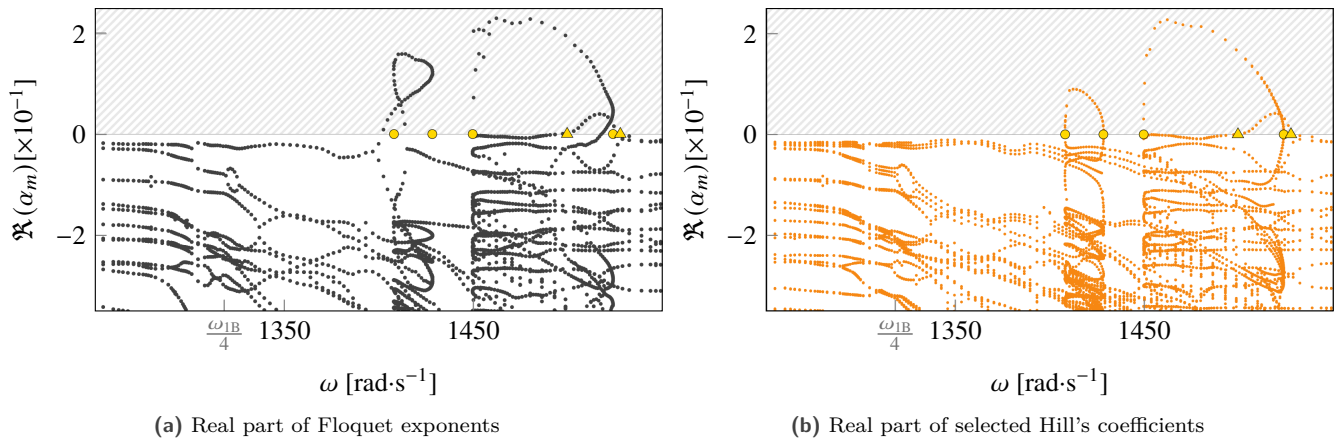 2
0
−2
ℜ(αₘ)[×10⁻¹]
ω₁B/4
1350
1450
ω [rad·s⁻¹]
(a) Real part of Floquet exponents
2
0
−2
ℜ(αₘ)[×10⁻¹]
ω₁B/4
1350
1450
ω [rad·s⁻¹]
(b) Real part of selected Hill's coefficients